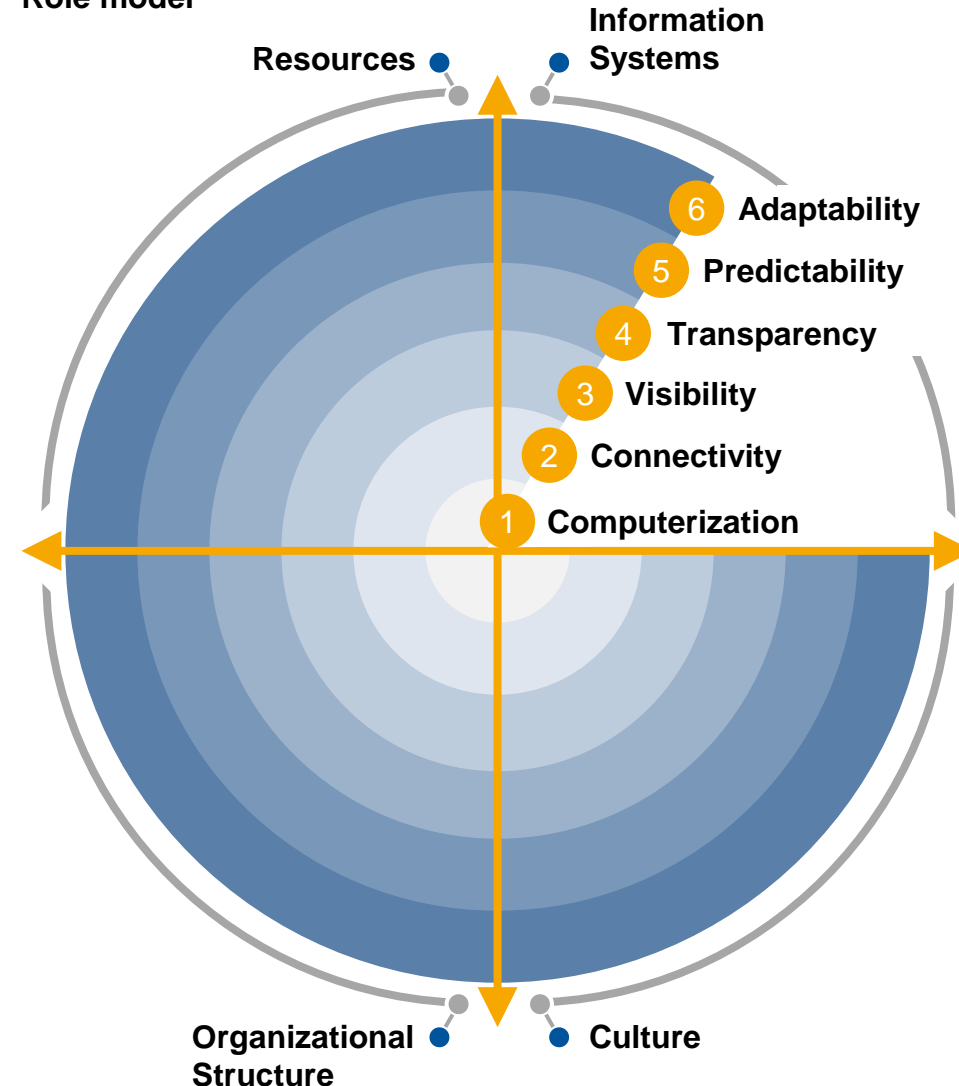 Role model
Information
Systems
Resources
6 Adaptability
5 Predictability
4 Transparency
3 Visibility
2 Connectivity
1 Computerization
Organizational
Structure
Culture